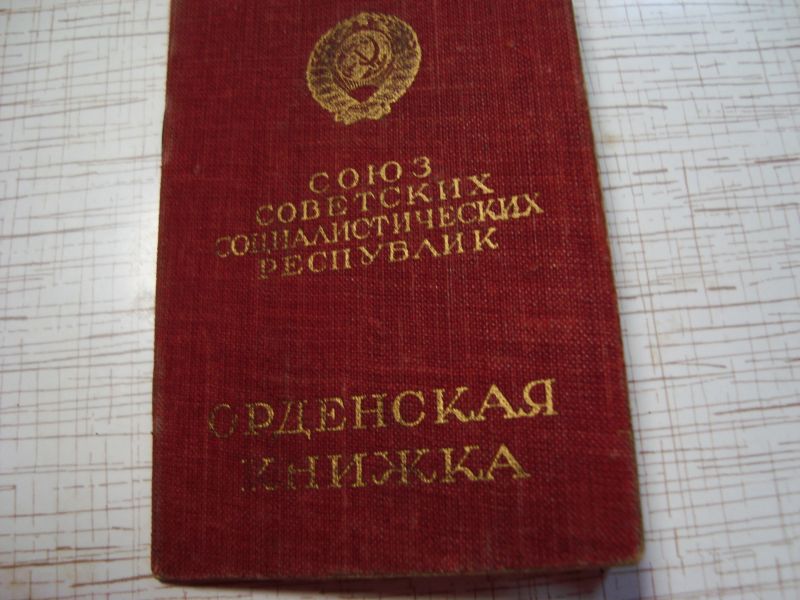 СОЮЗ
СОВЕТСКИХ
СОЦИАЛИСТИЧЕСКИХ
РЕСПУБЛИК
ОРДЕНСКАЯ
КНИЖКА